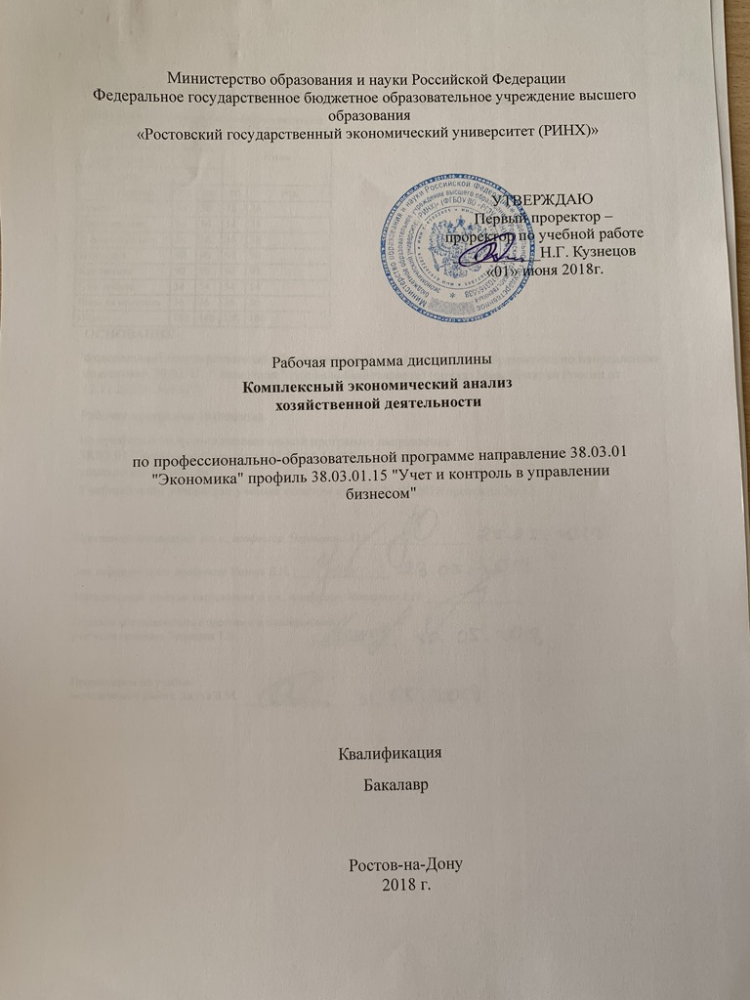 Министерство образования и науки Российской Федерации
Федеральное государственное бюджетное образовательное учреждение высшего
образования
«Ростовский государственный экономический университет (РИНХ)»
УТВЕРЖДАЮ
Первый проректор –
проректор по учебной работе
Н.Г. Кузнецов
«01» июня 2018г.
Рабочая программа дисциплины
Комплексный экономический анализ
хозяйственной деятельности
по профессионально-образовательной программе направление 38.03.01
"Экономика" профиль 38.03.01.15 "Учет и контроль в управлении
бизнесом"
Квалификация
Бакалавр
Ростов-на-Дону
2018 г.